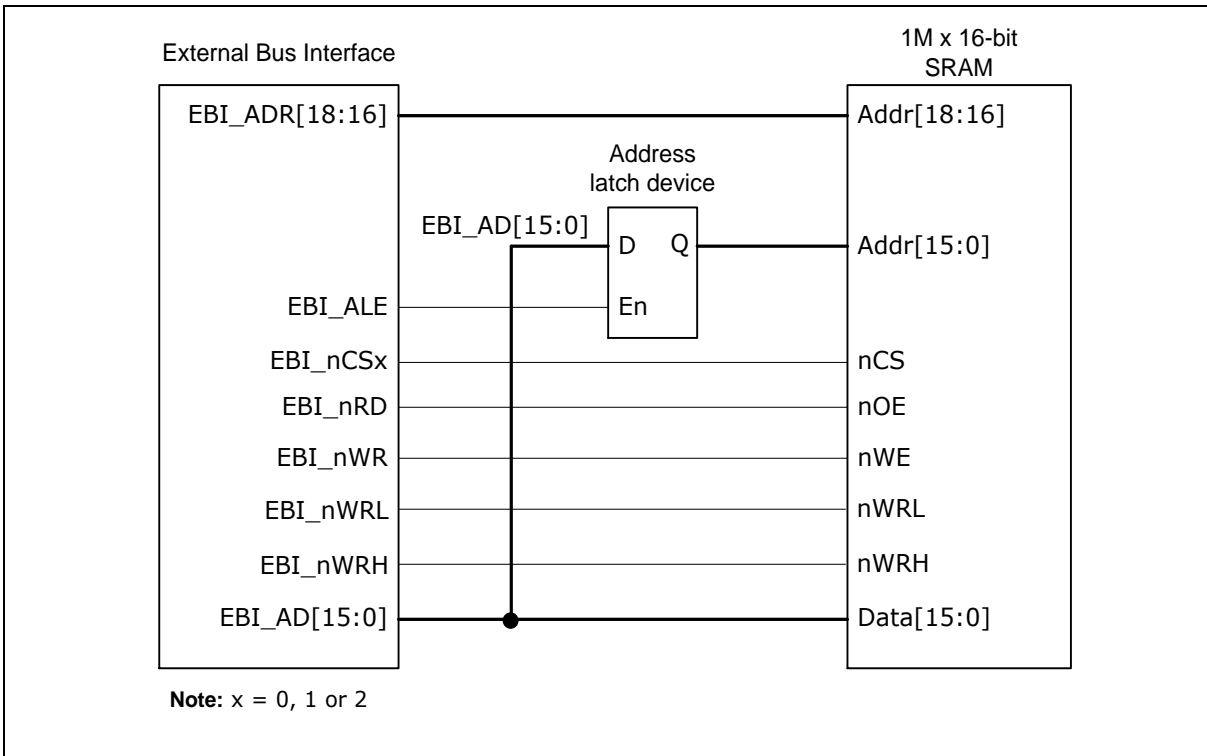 External Bus Interface
1M x 16-bit
SRAM
EBI_ADR[18:16]
Addr[18:16]
Address
latch device
EBI_AD[15:0]
D
Q
Addr[15:0]
EBI_ALE
En
EBI_nCSx
nCS
EBI_nRD
nOE
EBI_nWR
nWE
EBI_nWRL
nWRL
EBI_nWRH
nWRH
EBI_AD[15:0]
Data[15:0]
Note: x = 0, 1 or 2